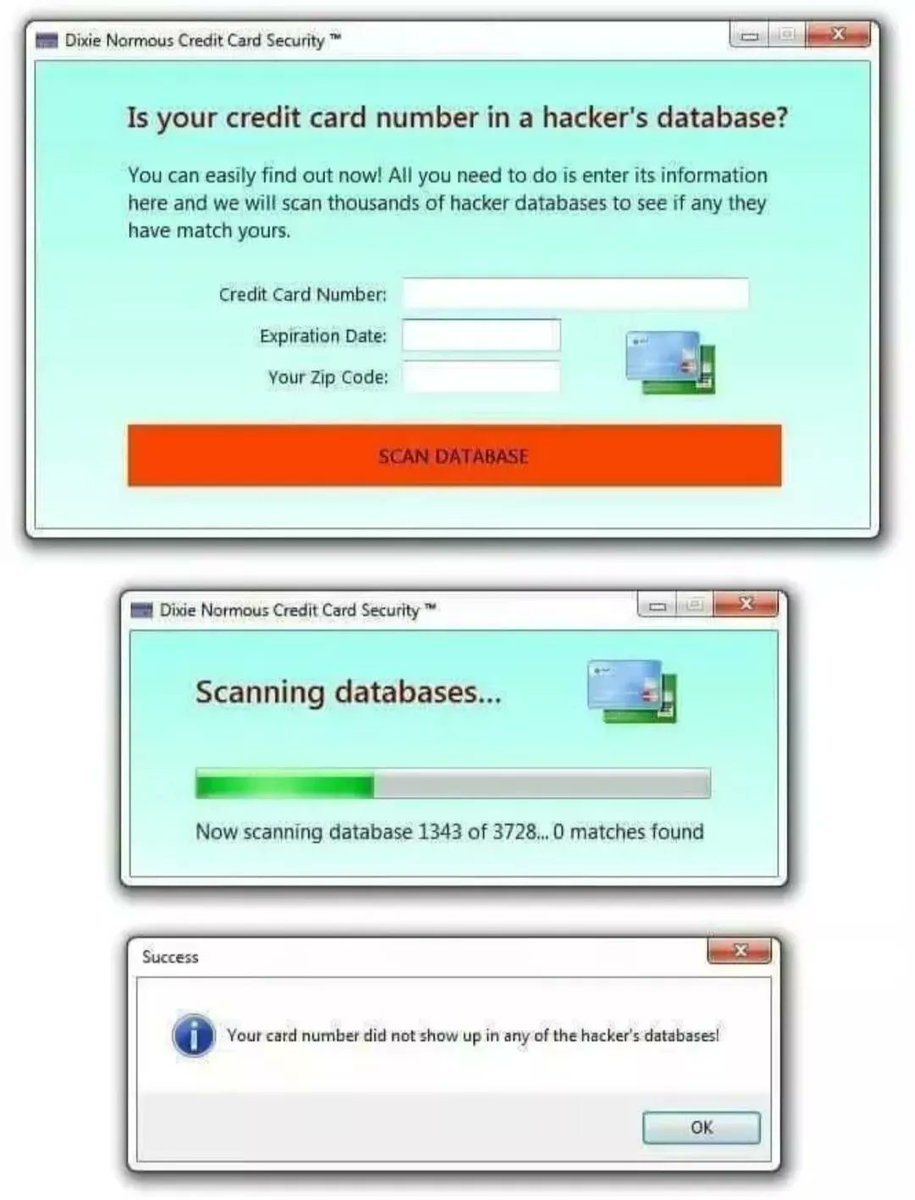 Dixie Normous Credit Card Security ™
Is your credit card number in a hacker's database?
You can easily find out now! All you need to do is enter its information
here and we will scan thousands of hacker databases to see if any they
have match yours.
Credit Card Number:
Expiration Date:
Your Zip Code:
SCAN DATABASE
Dixie Normous Credit Card Security ™
Scanning databases...
Now scanning database 1343 of 3728... 0 matches found
Success
Your card number did not show up in any of the hacker's databases!
OK